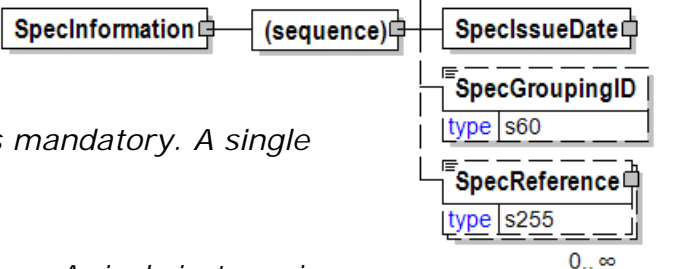 SpecInformation (sequence) SpecIssueDate
SpecGroupingID
type s60
s mandatory. A single
SpecReference
type s255
0.. ∞